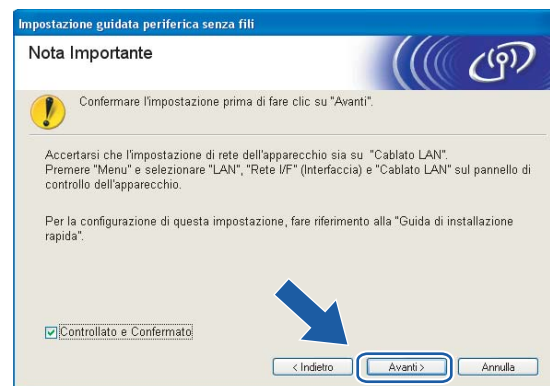 Impostazione guidata periferica senza fili
Nota Importante
Confermare l'impostazione prima di fare clic su "Avanti".
Accertarsi che l'impostazione di rete dell'apparecchio sia su "Cablato LAN".
Premere "Menu" e selezionare "LAN", "Rete I/F" (Interfaccia) e "Cablato LAN" sul pannello di
controllo dell'apparecchio.
Per la configurazione di questa impostazione, fare riferimento alla "Guida di installazione
rapida".
Controllato e Confermato
< Indietro
Avanti >
Annulla